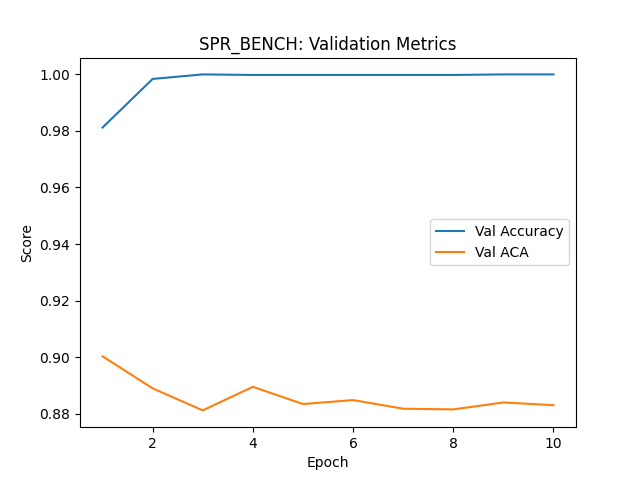 SPR_BENCH: Validation Metrics
1.00
0.98
0.96
0.94
0.92
0.90
0.88
Score
Val Accuracy
Val ACA
2
4
6
8
10
Epoch